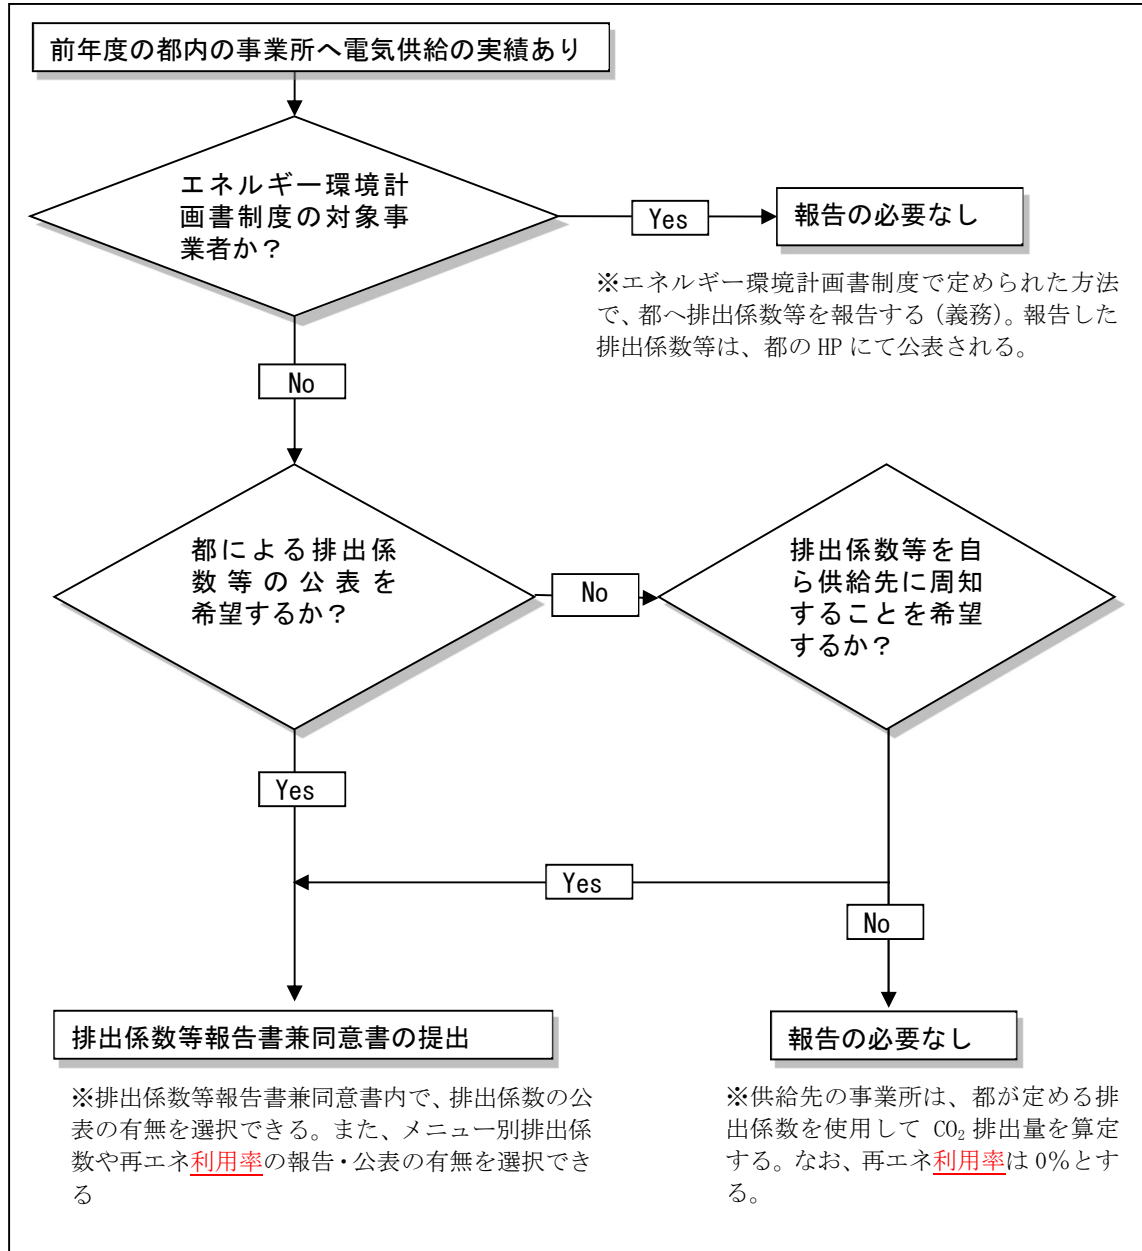 前年度の都内の事業所へ電気供給の実績あり
エネルギー環境計
画書制度の対象事
業者か？
Yes
報告の必要なし
※エネルギー環境計画書制度で定められた方法
で、都へ排出係数等を報告する（義務）。報告した
排出係数等は、都の HP にて公表される。
No
都による排出係
数等の公表を
希望するか？
No
排出係数等を自
ら供給先に周知
することを希望
するか？
Yes
Yes
No
排出係数等報告書兼同意書の提出
報告の必要なし
※排出係数等報告書兼同意書内で、排出係数の公
表の有無を選択できる。また、メニュー別排出係
数や再エネ利用率の報告・公表の有無を選択でき
る
※供給先の事業所は、都が定める排
出係数を使用して CO₂ 排出量を算定
する。なお、再エネ利用率は 0％とす
る。